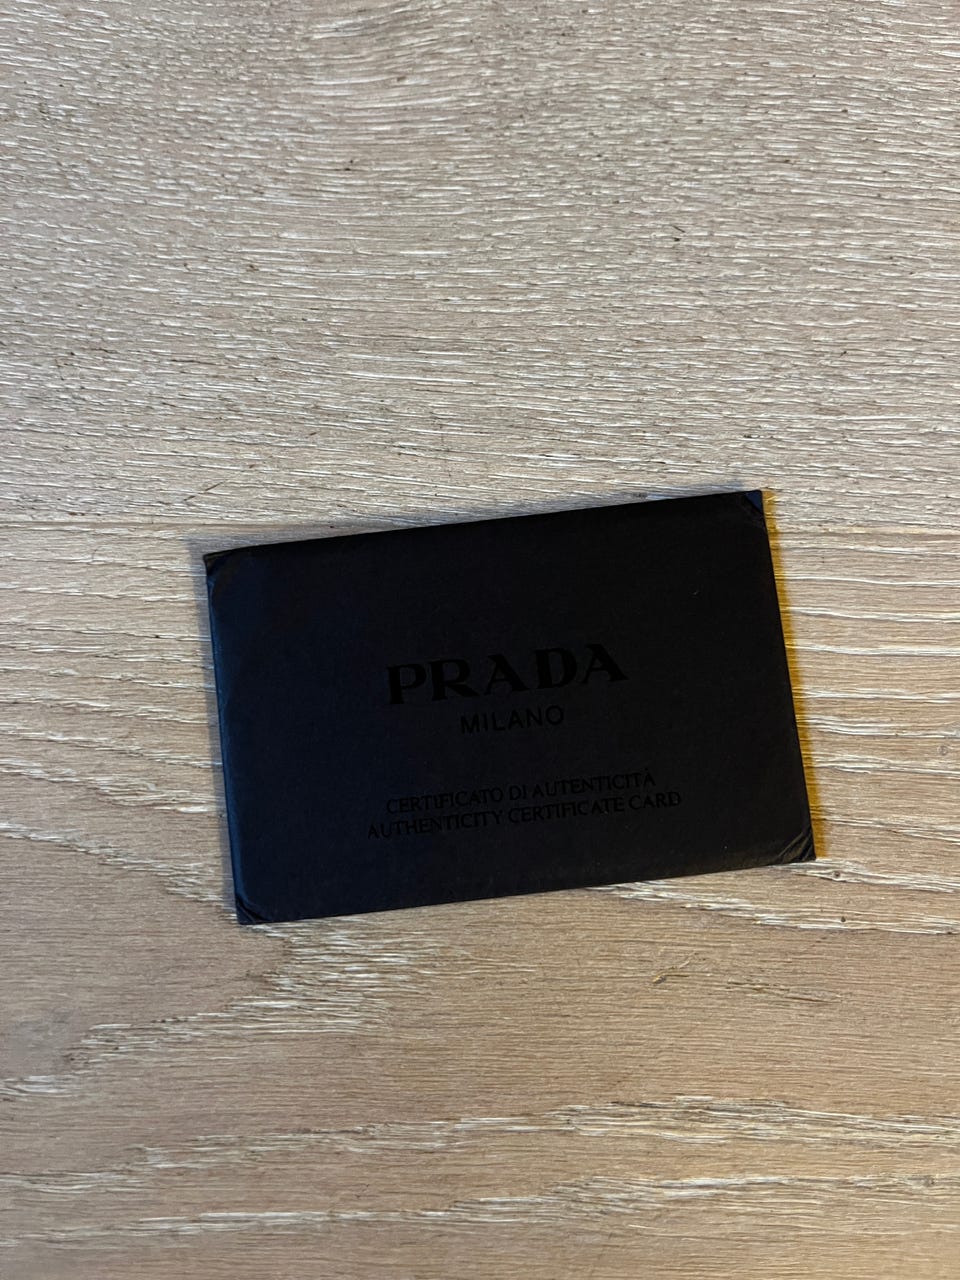 PRADA
MILANO
CERTIFICATO DI AUTENTICITÀ
AUTHENTICITY CERTIFICATE CARD